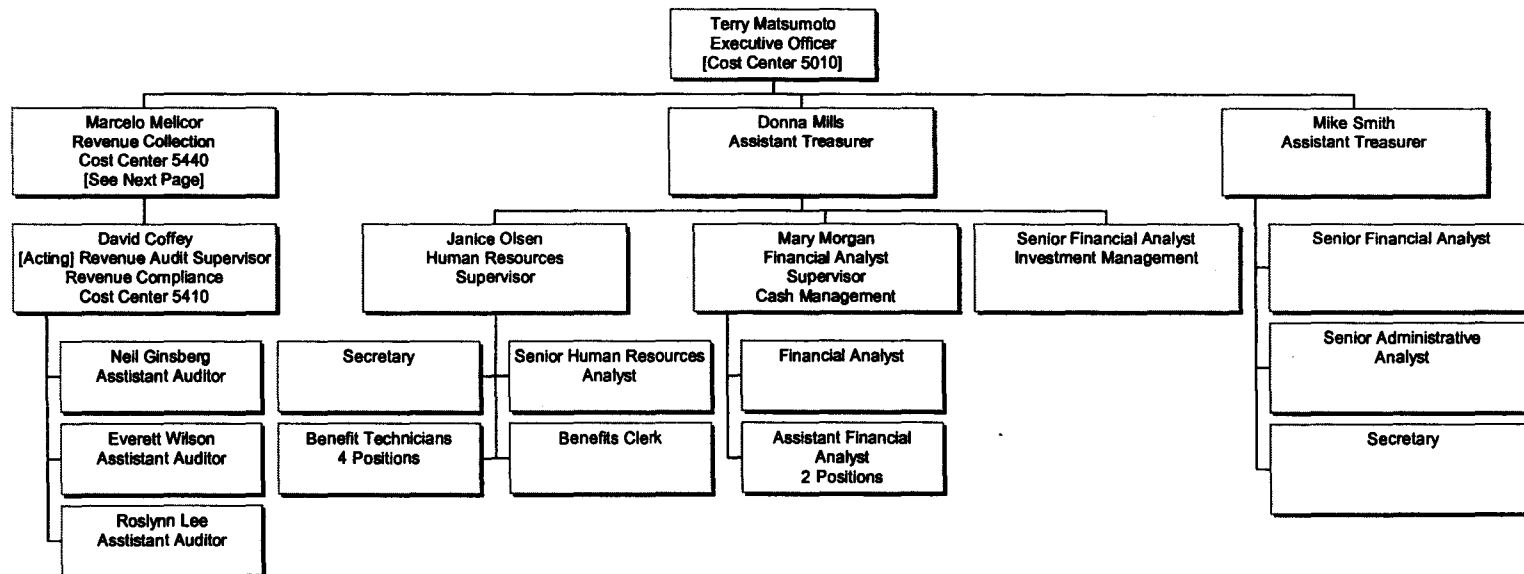 Terry Matsumoto
Executive Officer
[Cost Center 5010]
Marcelo Melicor
Revenue Collection
Cost Center 5440
[See Next Page]
Donna Mills
Assistant Treasurer
Mike Smith
Assistant Treasurer
David Coffey
[Acting] Revenue Audit Supervisor
Revenue Compliance
Cost Center 5410
Janice Olsen
Human Resources
Supervisor
Mary Morgan
Financial Analyst
Supervisor
Cash Management
Senior Financial Analyst
Investment Management
Senior Financial Analyst
Neil Ginsberg
Asstistant Auditor
Secretary
Senior Human Resources
Analyst
Financial Analyst
Senior Administrative
Analyst
Everett Wilson
Asstistant Auditor
Benefit Technicians
4 Positions
Benefits Clerk
Assistant Financial
Analyst
2 Positions
Secretary
Roslynn Lee
Asstistant Auditor